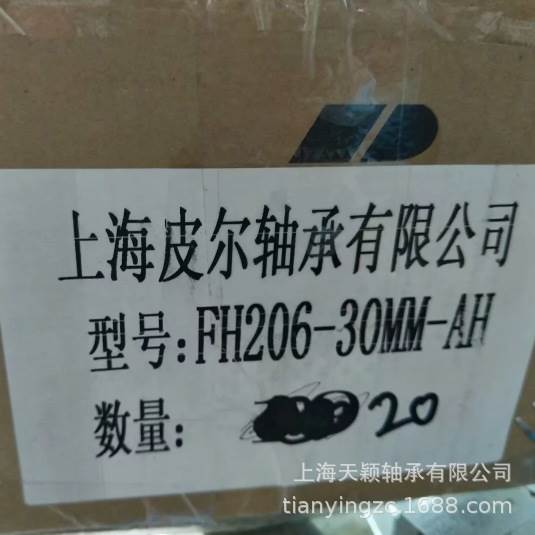 上海皮尔轴承有限公司
型号:FH206-30MM-AH
数量: 20
上海天颖轴承有限公司
tianyingzc.1688.com